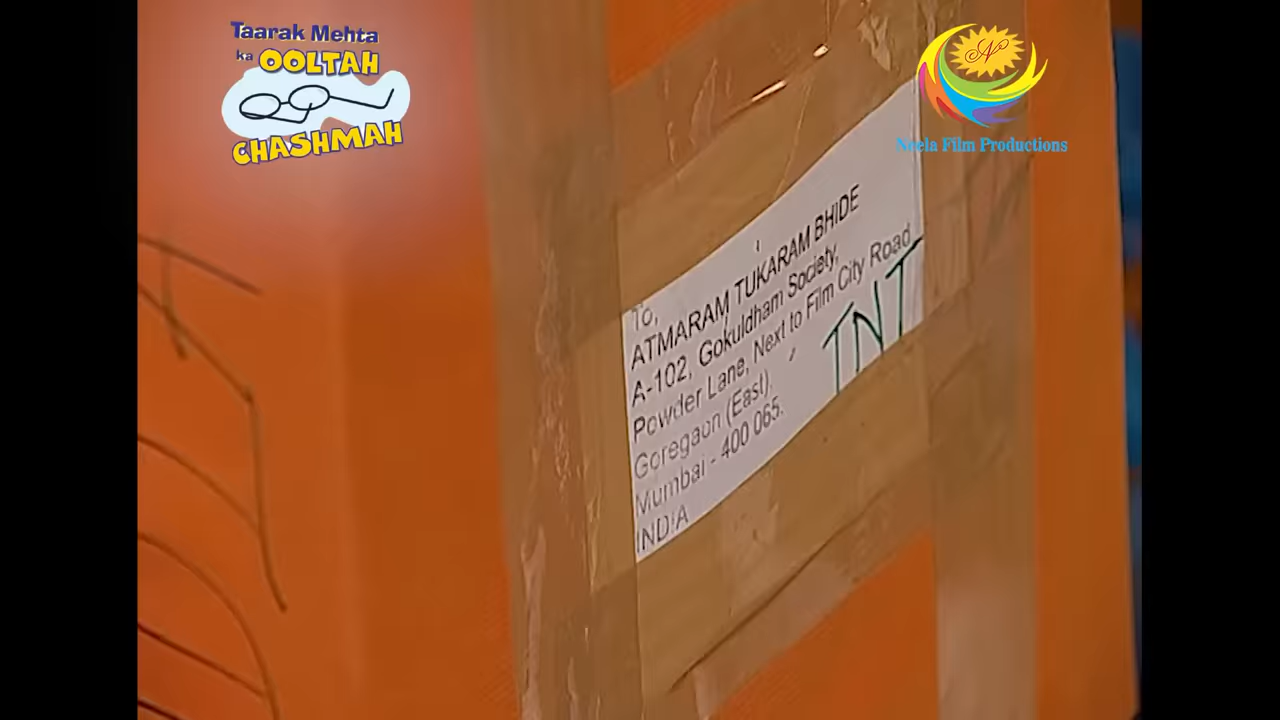 Taarak Mehta
ka OOLTAH
CHASHMAH
N
Neela Film Productions
To,
ATMARAM TUKARAM BHIDE
A-102, Gokuldham Society,
Powder Lane, Next to Film City Road
Goregaon (East),
Mumbai - 400 065.
INDIA
TNT